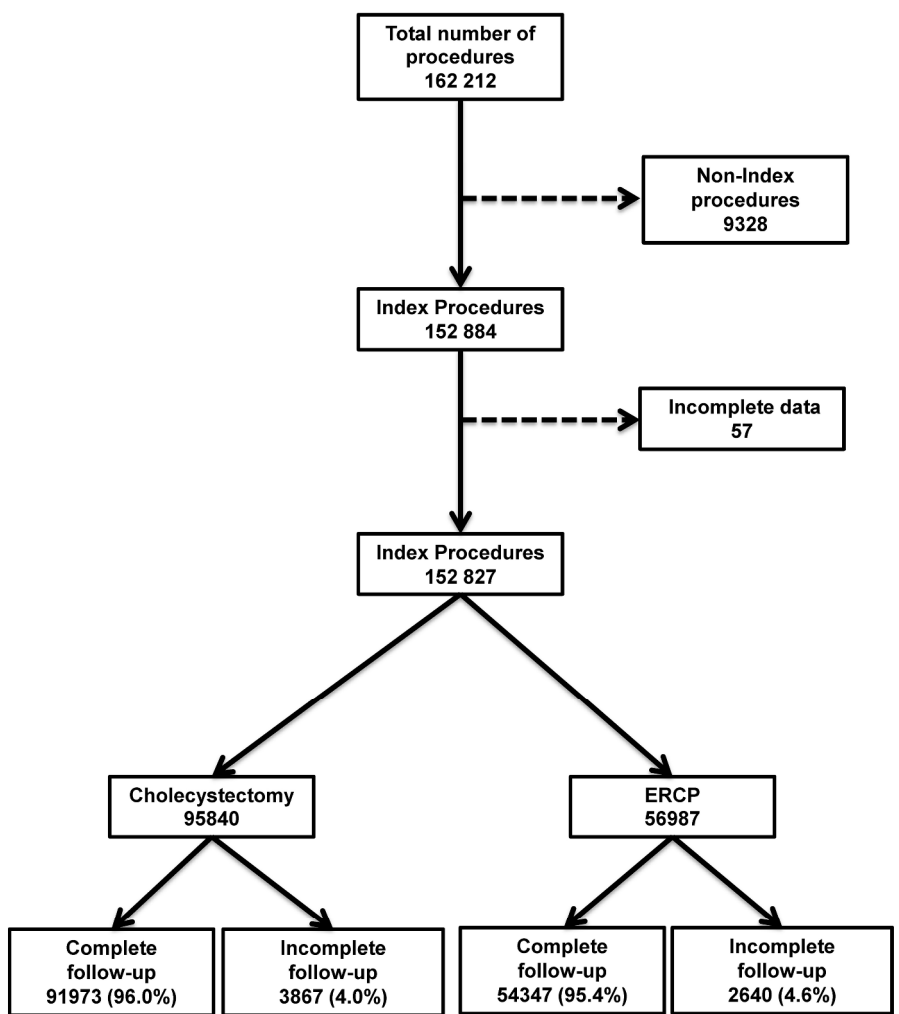 Total number of
procedures
162 212
Non-Index
procedures
9328
Index Procedures
152 884
Incomplete data
57
Index Procedures
152 827
Cholecystectomy
95840
ERCP
56987
Complete
follow-up
91973 (96.0%)
Incomplete
follow-up
3867 (4.0%)
Complete
follow-up
54347 (95.4%)
Incomplete
follow-up
2640 (4.6%)